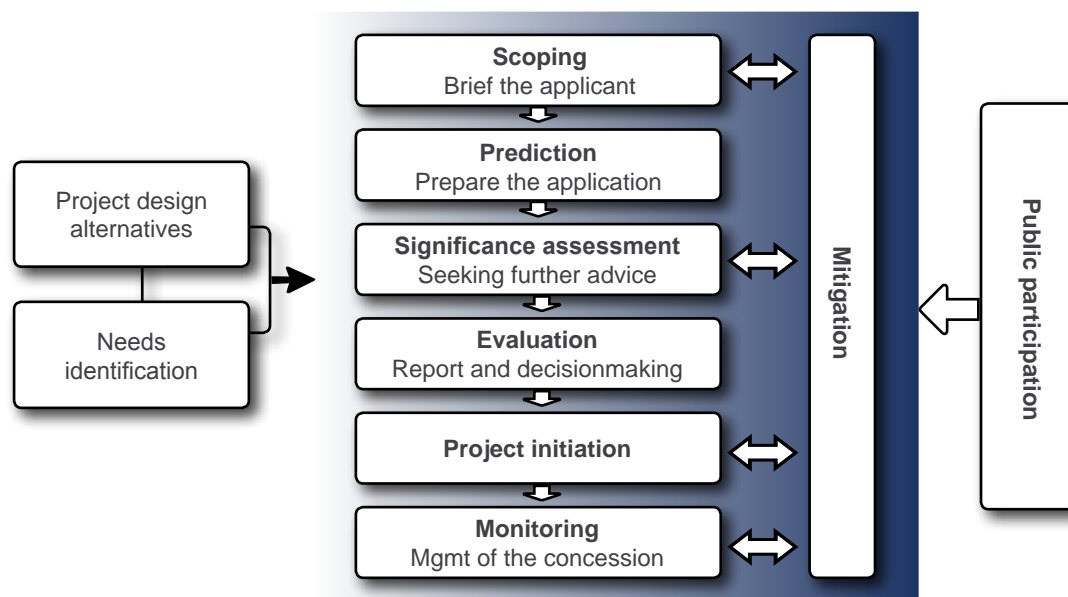 Project design
alternatives
Needs
identification
Scoping
Brief the applicant
Prediction
Prepare the application
Significance assessment
Seeking further advice
Evaluation
Report and decisionmaking
Project initiation
Monitoring
Mgmt of the concession
Mitigation
Public participation